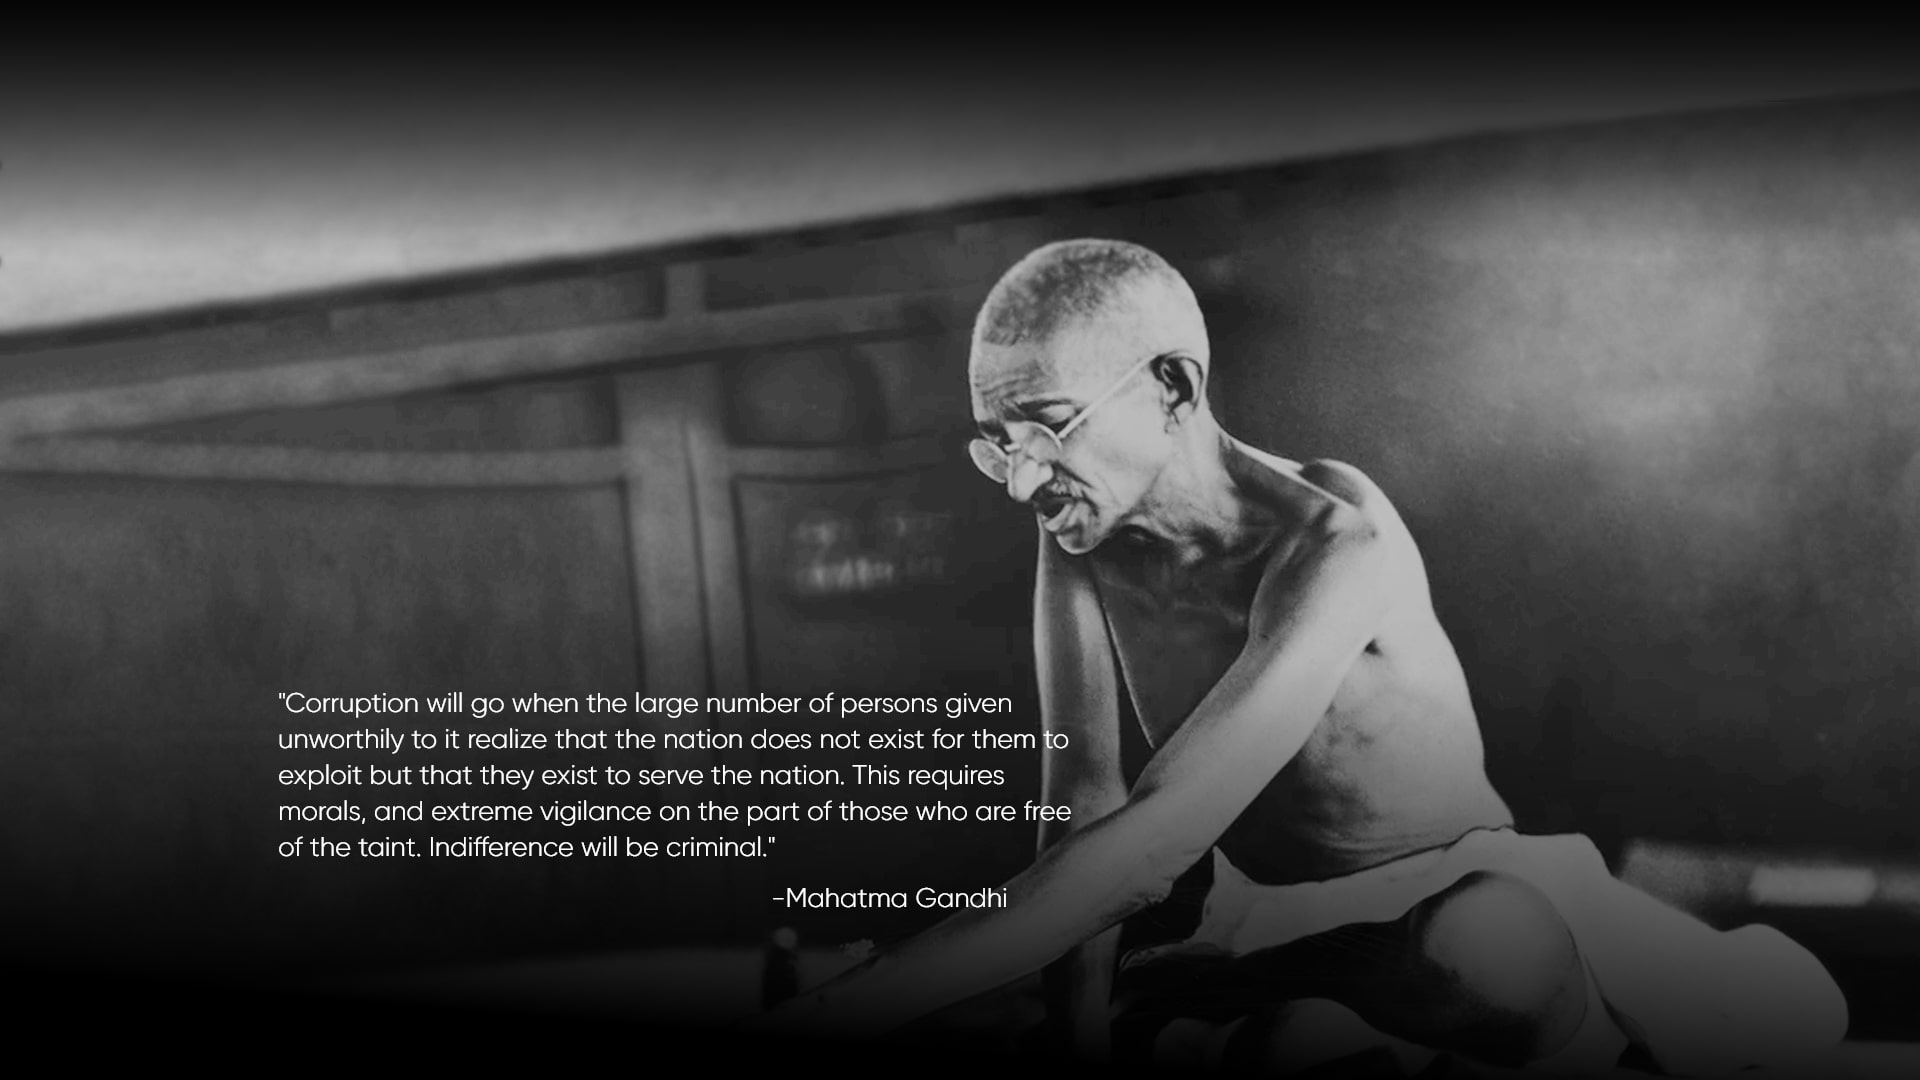 "Corruption will go when the large number of persons given
unworthily to it realize that the nation does not exist for them to
exploit but that they exist to serve the nation. This requires
morals, and extreme vigilance on the part of those who are free
of the taint. Indifference will be criminal."
-Mahatma Gandhi